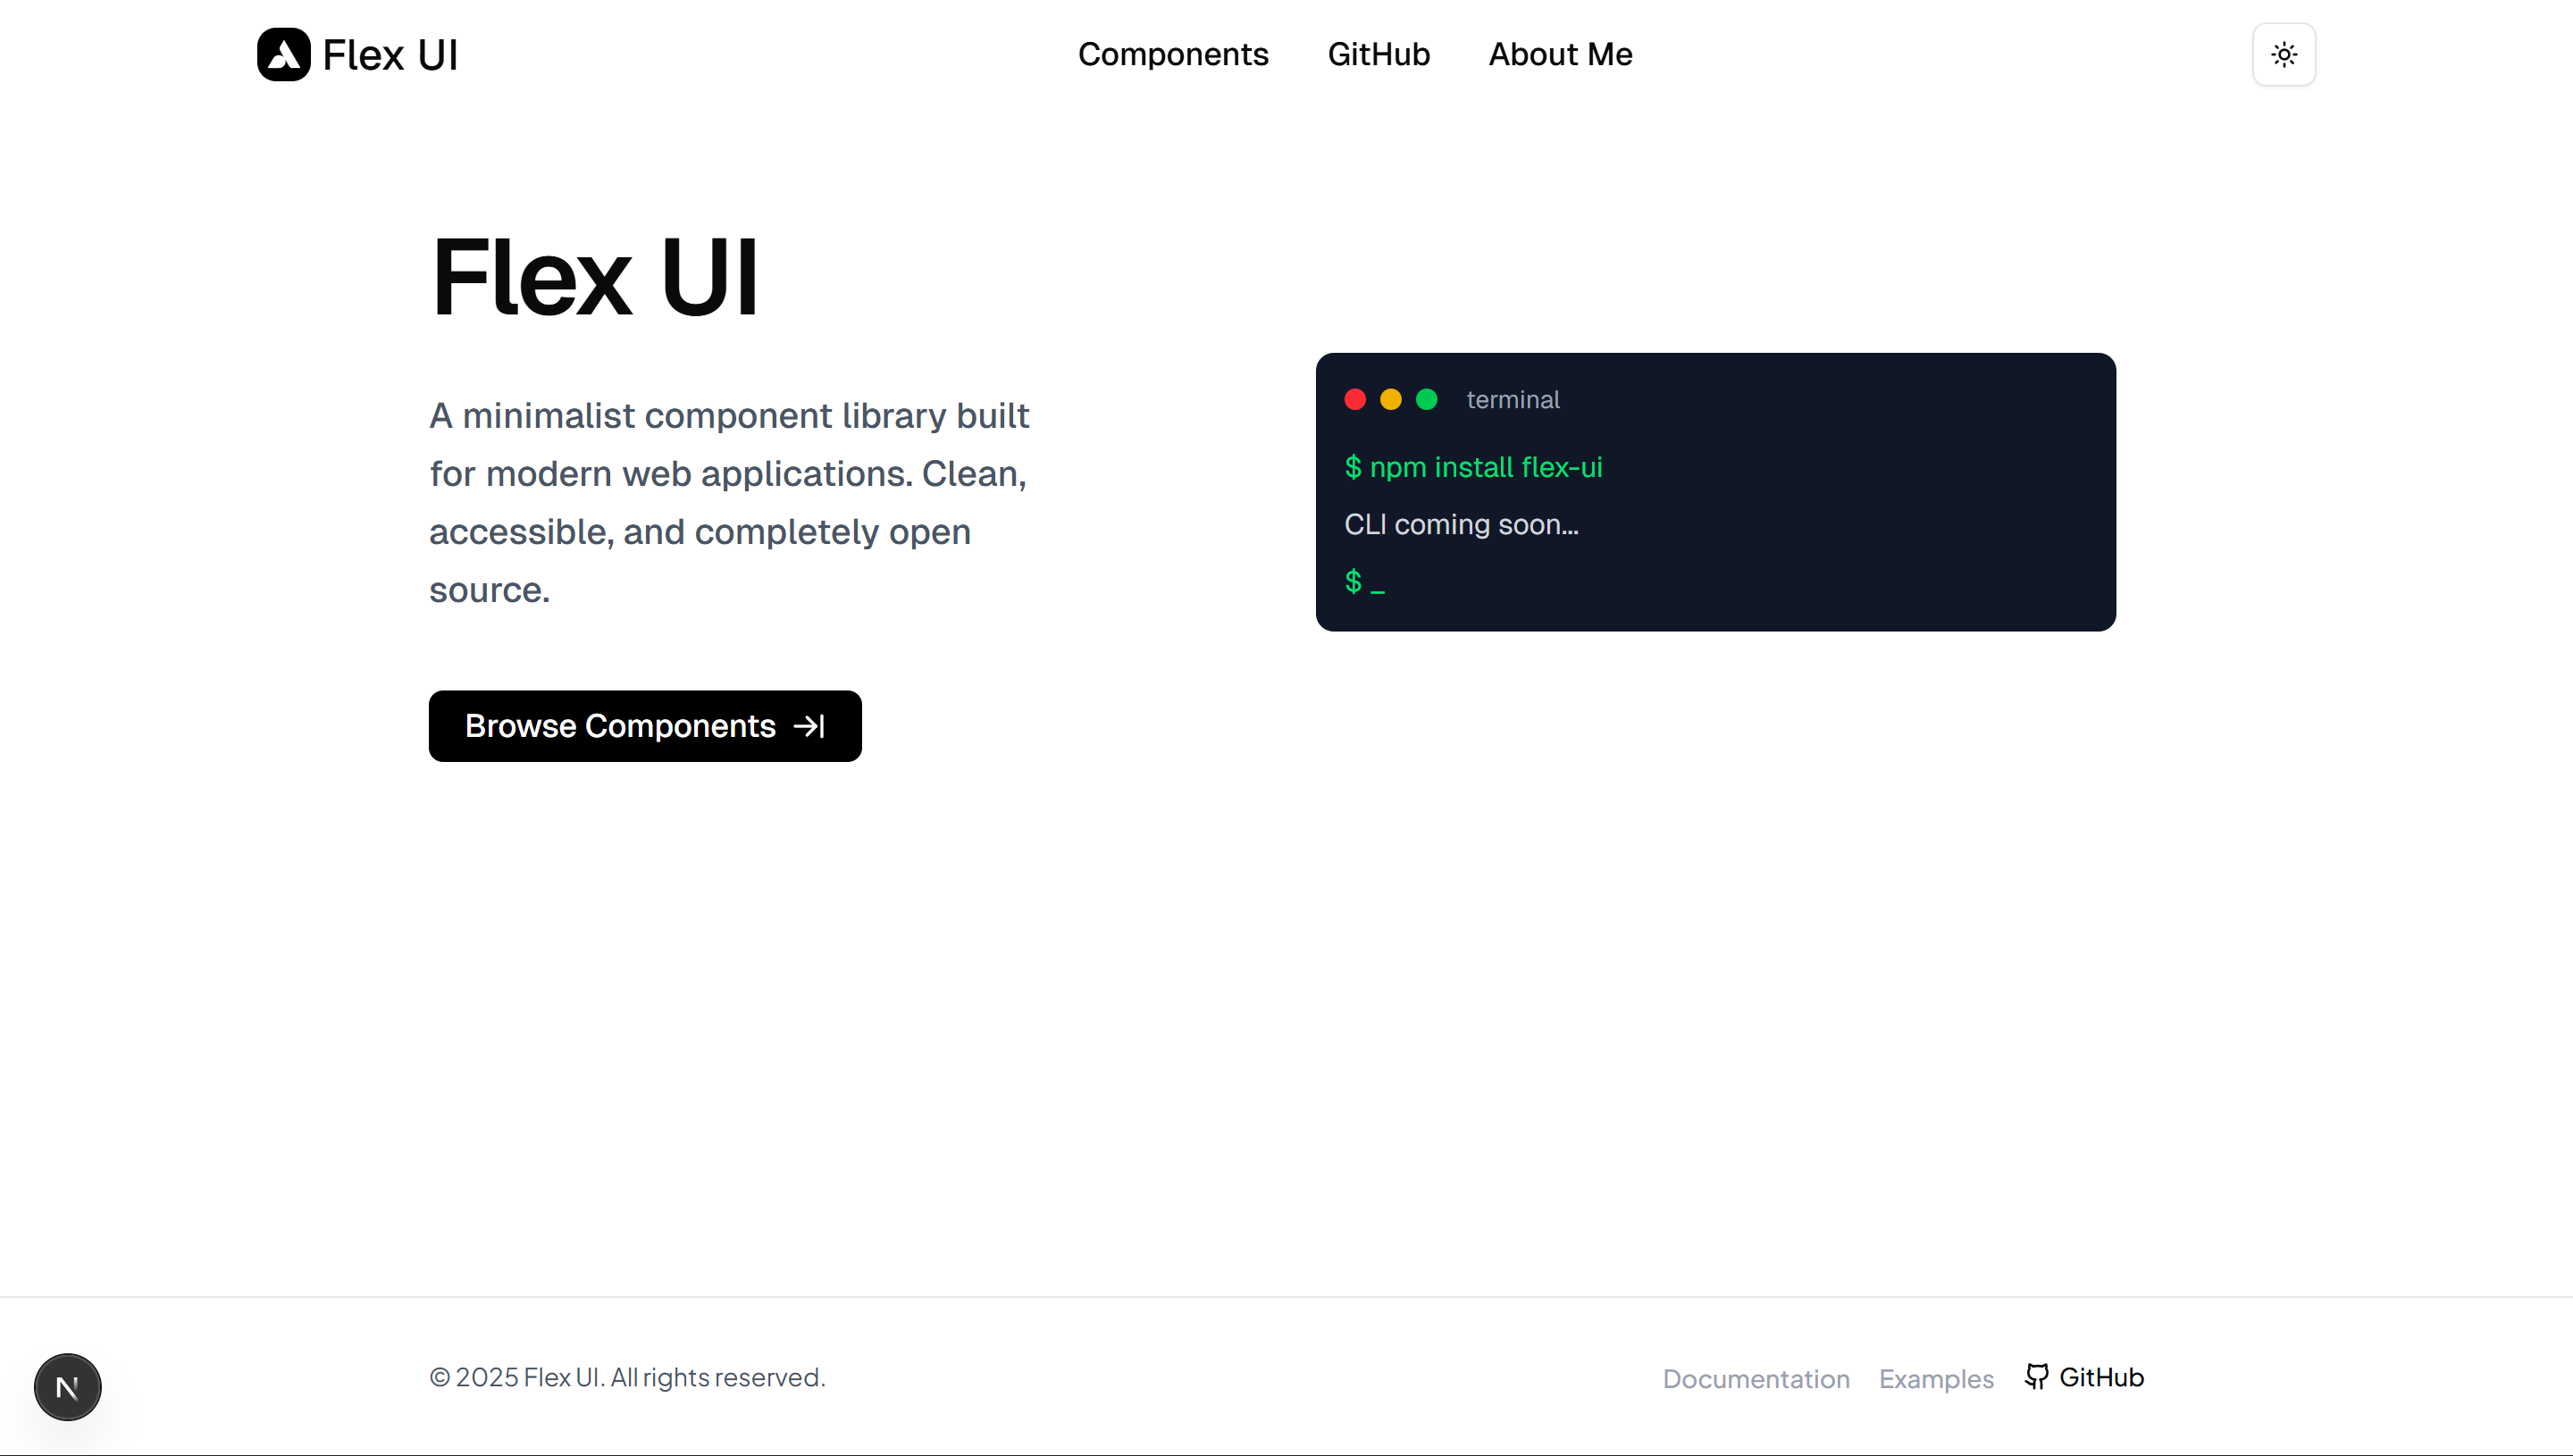 Flex UI
Components
GitHub
About Me
Flex UI
A minimalist component library built
for modern web applications. Clean,
accessible, and completely open
source.
Browse Components
terminal
$ npm install flex-ui
CLI coming soon...
$ _
© 2025 Flex UI. All rights reserved.
Documentation
Examples
GitHub
N